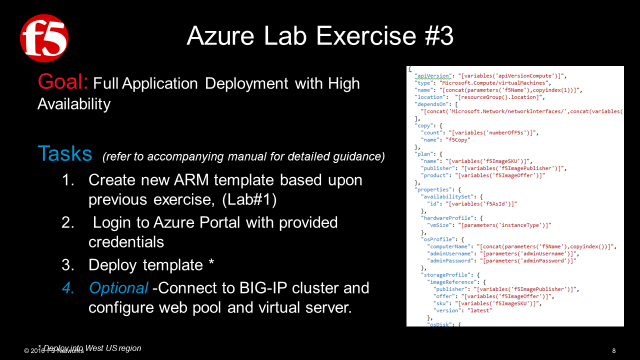 f5
Azure Lab Exercise #3
Goal: Full Application Deployment with High
Availability
Tasks (refer to accompanying manual for detailed guidance)
1. Create new ARM template based upon
previous exercise, (Lab#1)
2. Login to Azure Portal with provided
credentials
3. Deploy template *
4. Optional -Connect to BIG-IP cluster and
configure web pool and virtual server.
{
"apiVersion": "[variables('apiVersionCompute')]",
"type": "Microsoft.Compute/virtualMachines",
"name": "[concat(parameters('f5Name'),copyindex(1))]",
"location": "[resourceGroup().location]",
"dependsOn": [
"[concat('Microsoft.Network/networkInterfaces/',concat(variables(
],
"copy": {
"count": "[variables('numberOfF5s')]",
"name": "f5Copy"
},
"plan": {
"name": "[variables('f5ImageSKU')]",
"publisher": "[variables('f5ImagePublisher')]",
"product": "[variables('f5ImageOffer')]"
},
"properties": {
"availabilitySet": {
"id": "[variables('f5AsId')]"
},
"hardwareProfile": {
"vmSize": "[parameters('instanceType')]"
},
"osProfile": {
"computerName": "[concat(parameters('f5Name'),copyindex())]",
"adminUsername": "[parameters('adminUsername')]",
"adminPassword": "[parameters('adminPassword')]"
},
"storageProfile": {
"imageReference": {
"publisher": "[variables('f5ImagePublisher')]",
"offer": "[variables('f5ImageOffer')]",
"sku": "[variables('f5ImageSKU')]",
"version": "latest"
},
"osDisk": {
* Deploy into West US region
© 2016 F5 Networks
8